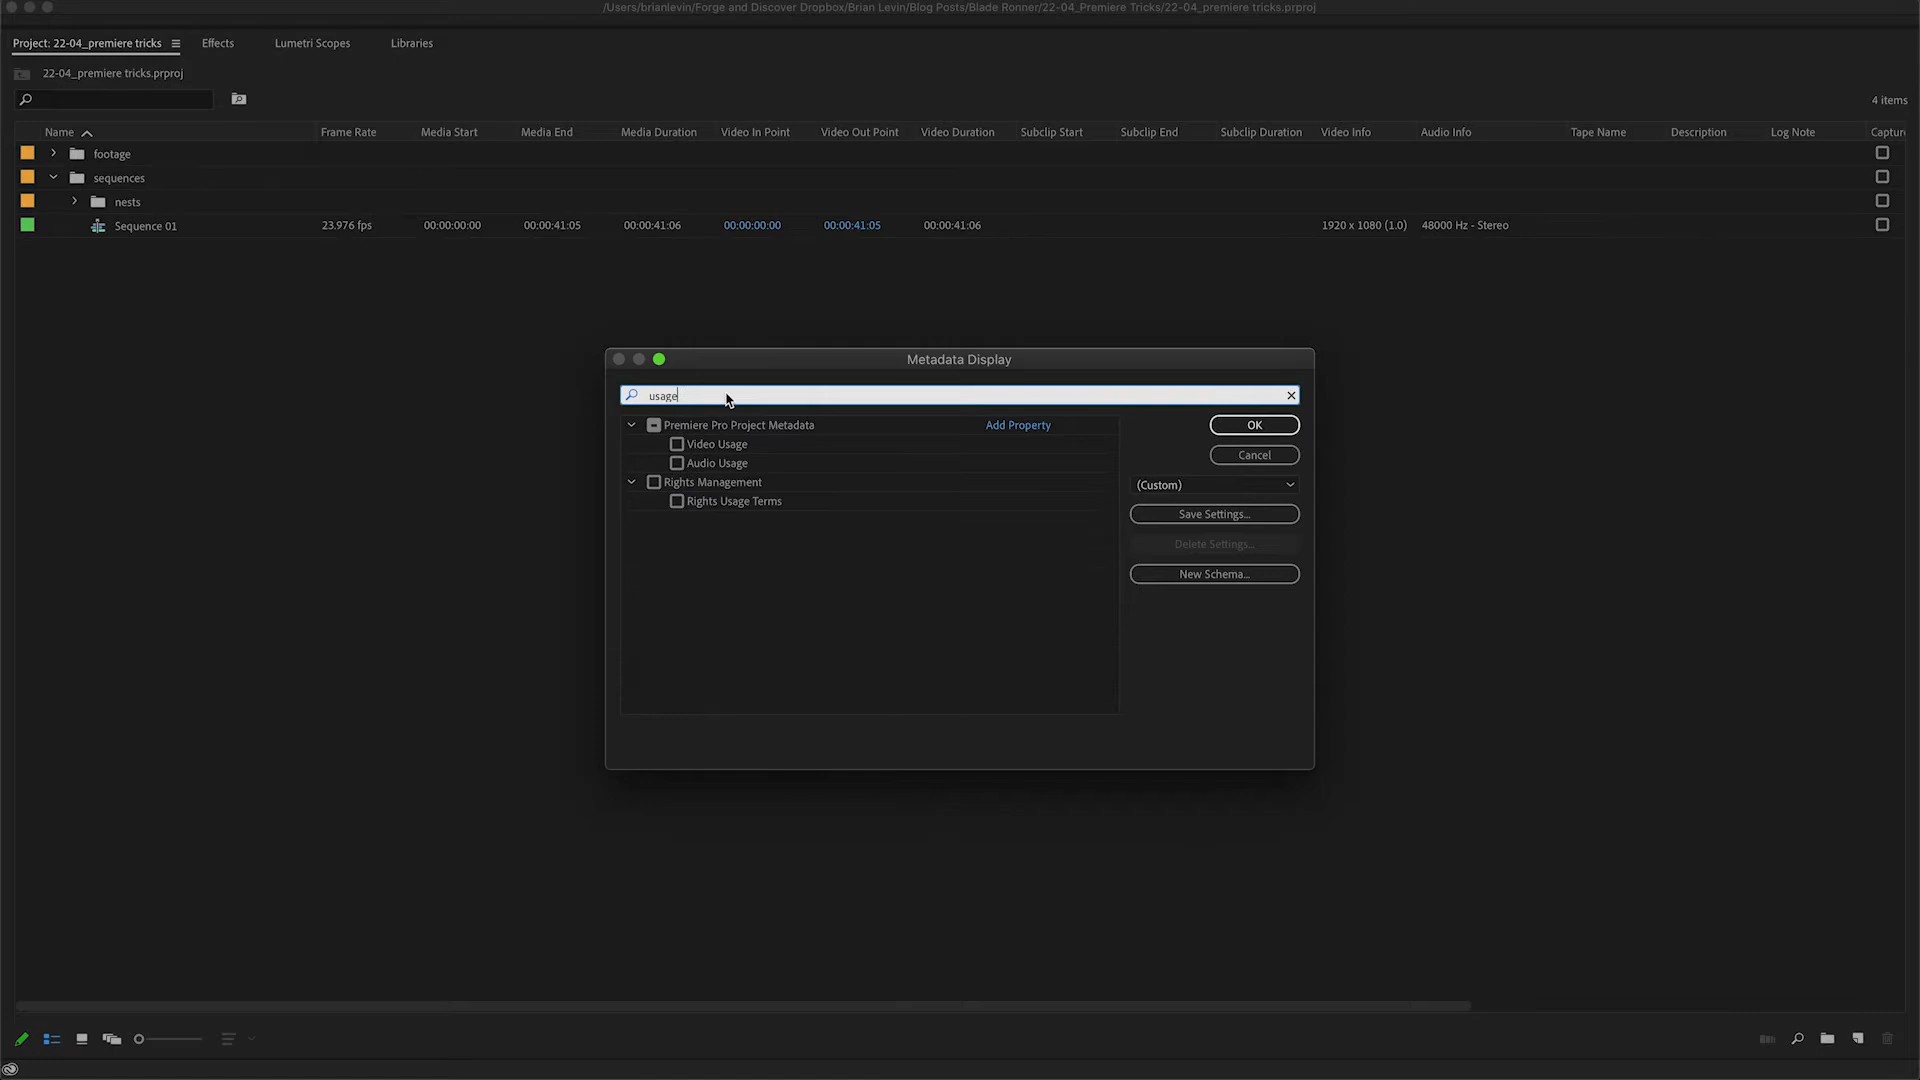 /Users/brianlevin/Forge and Discover Dropbox/Brian Levin/Blog Posts/Blade Ronner/22-04_Premiere Tricks/22-04_premiere tricks.prproj
Project: 22-04_premiere tricks Effects Lumetri Scopes Libraries
22-04_premiere tricks.prproj
4 items
Name Frame Rate Media Start Media End Media Duration Video In Point Video Out Point Video Duration Subclip Start Subclip End Subclip Duration Video Info Audio Info Tape Name Description Log Note Captur
footage
sequences
nests
Sequence 01 23.976 fps 00:00:00:00 00:00:41:05 00:00:41:06 00:00:00:00 00:00:41:05 00:00:41:06 1920 x 1080 (1.0) 48000 Hz - Stereo
Metadata Display
usage
Premiere Pro Project Metadata Add Property
Video Usage
Audio Usage
Rights Management
Rights Usage Terms
OK
Cancel
(Custom)
Save Settings...
Delete Settings...
New Schema...